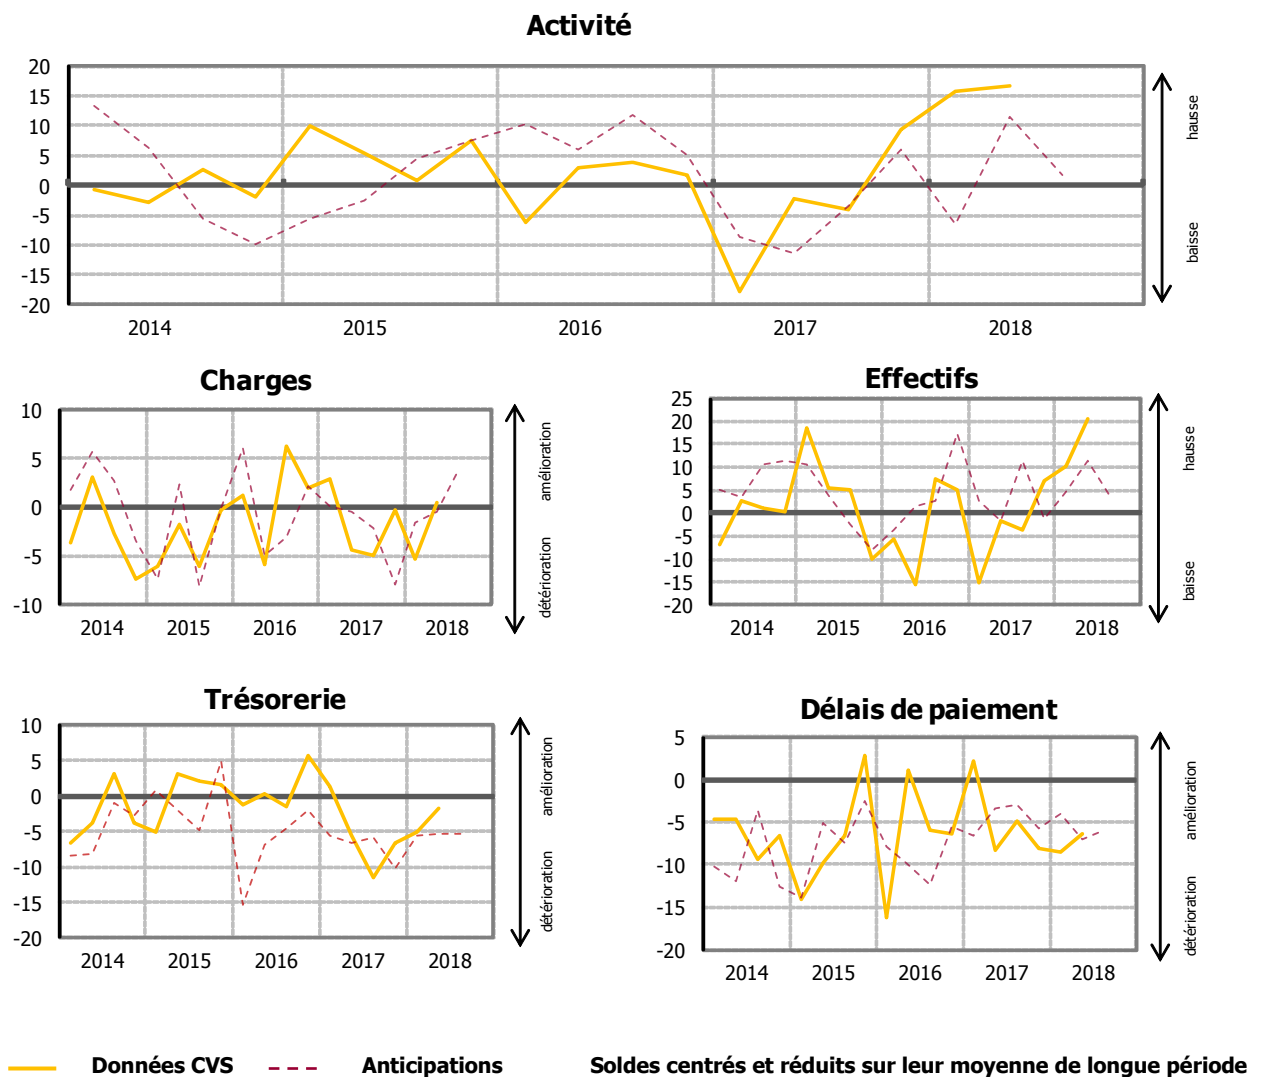 Activité
20
15
10
5
0
-5
-10
-15
-20
2014 2015 2016 2017 2018
hausse
baisse
Charges
10
5
0
-5
-10
2014 2015 2016 2017 2018
amélioration
détérioration
Effectifs
25
20
15
10
5
0
-5
-10
-15
-20
2014 2015 2016 2017 2018
hausse
baisse
Trésorerie
10
5
0
-5
-10
-15
-20
2014 2015 2016 2017 2018
amélioration
détérioration
Délais de paiement
5
0
-5
-10
-15
-20
2014 2015 2016 2017 2018
amélioration
détérioration
Données CVS Anticipations Soldes centrés et réduits sur leur moyenne de longue période